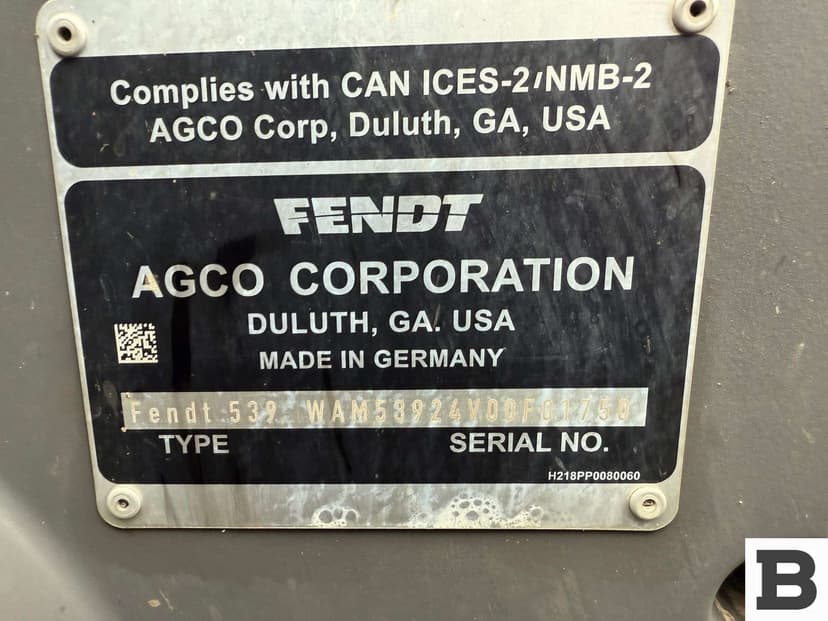 Complies with CAN ICES-2/NMB-2
AGCO Corp, Duluth, GA, USA
FENDT
AGCO CORPORATION
DULUTH, GA. USA
MADE IN GERMANY
Fendt 539 WAM53924V00F01750
TYPE SERIAL NO.
H218PP0080060
B